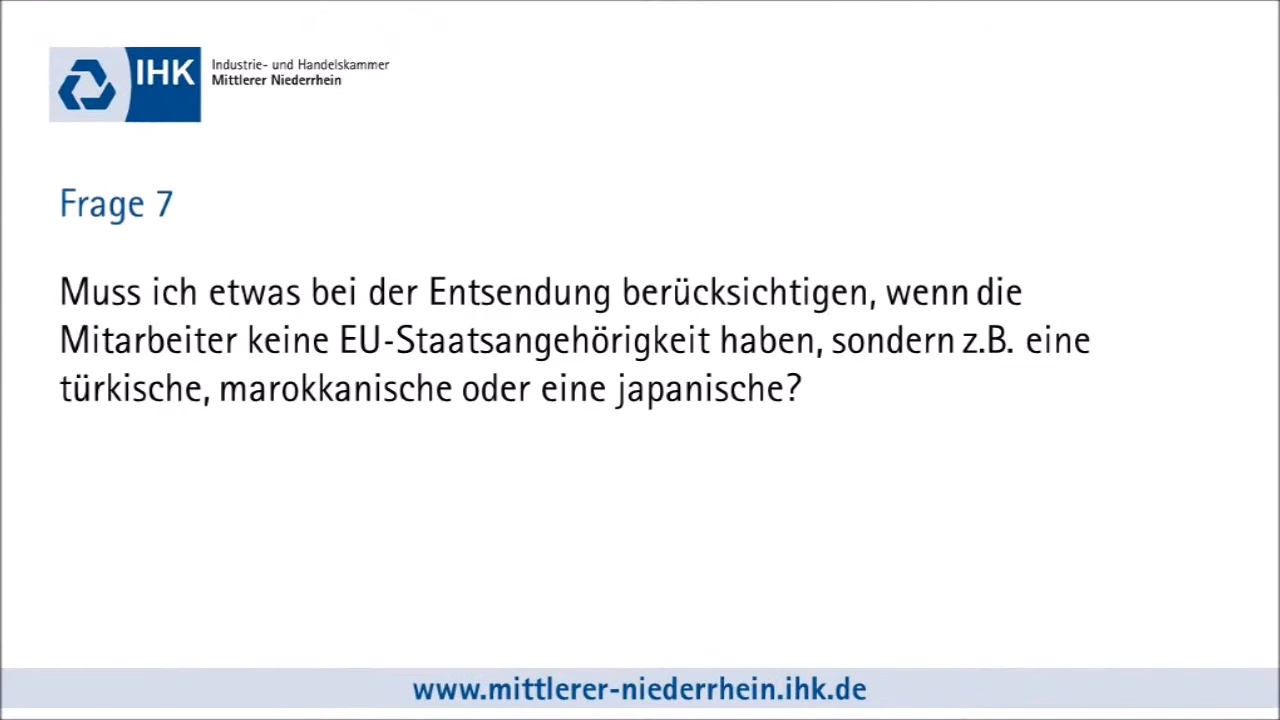 IHK
Industrie- und Handelskammer
Mittlerer Niederrhein
Frage 7
Muss ich etwas bei der Entsendung berücksichtigen, wenn die
Mitarbeiter keine EU-Staatsangehörigkeit haben, sondern z.B. eine
türkische, marokkanische oder eine japanische?
www.mittlerer-niederrhein.ihk.de